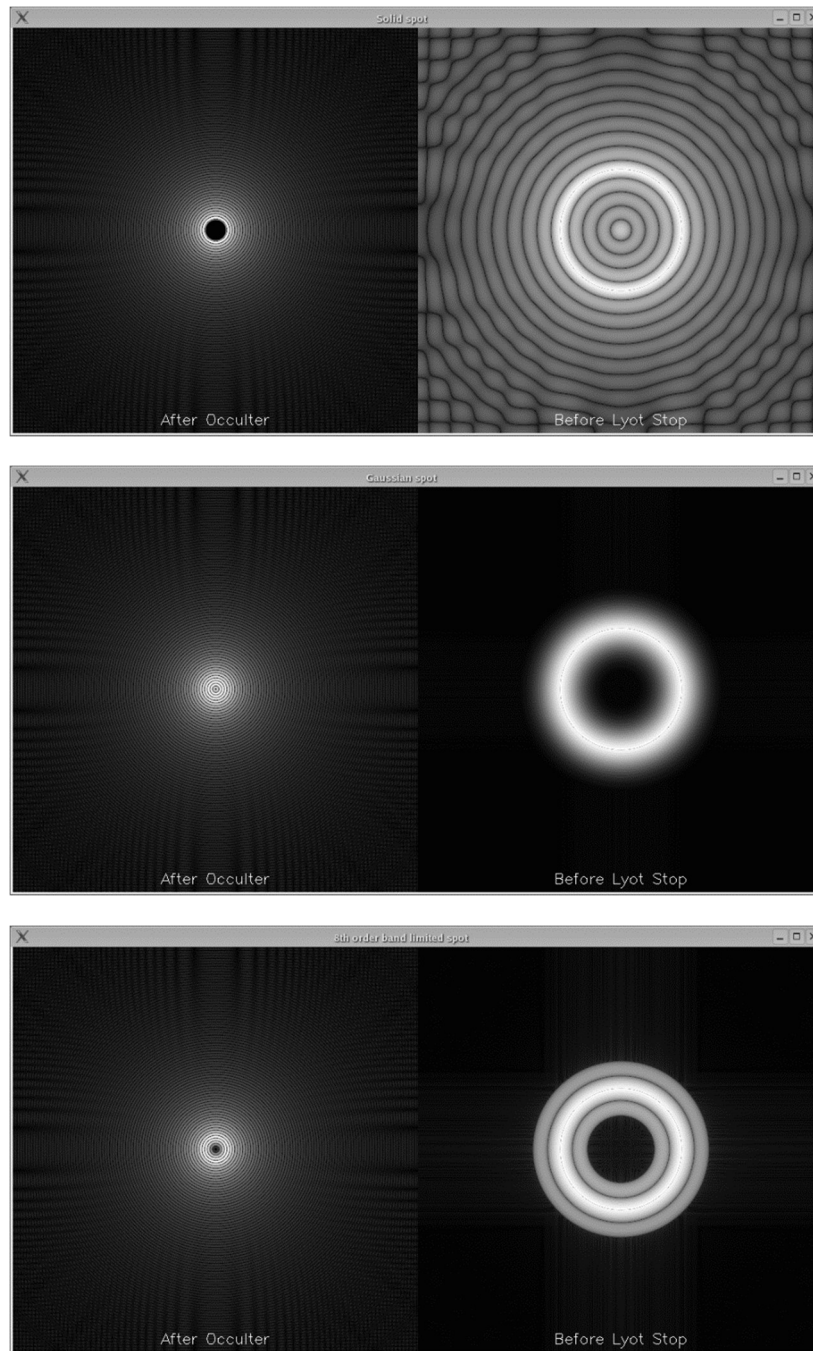 Solid spot
After Occulter
Before Lyot Stop
Gaussian spot
After Occulter
Before Lyot Stop
8th order band limited spot
After Occulter
Before Lyot Stop